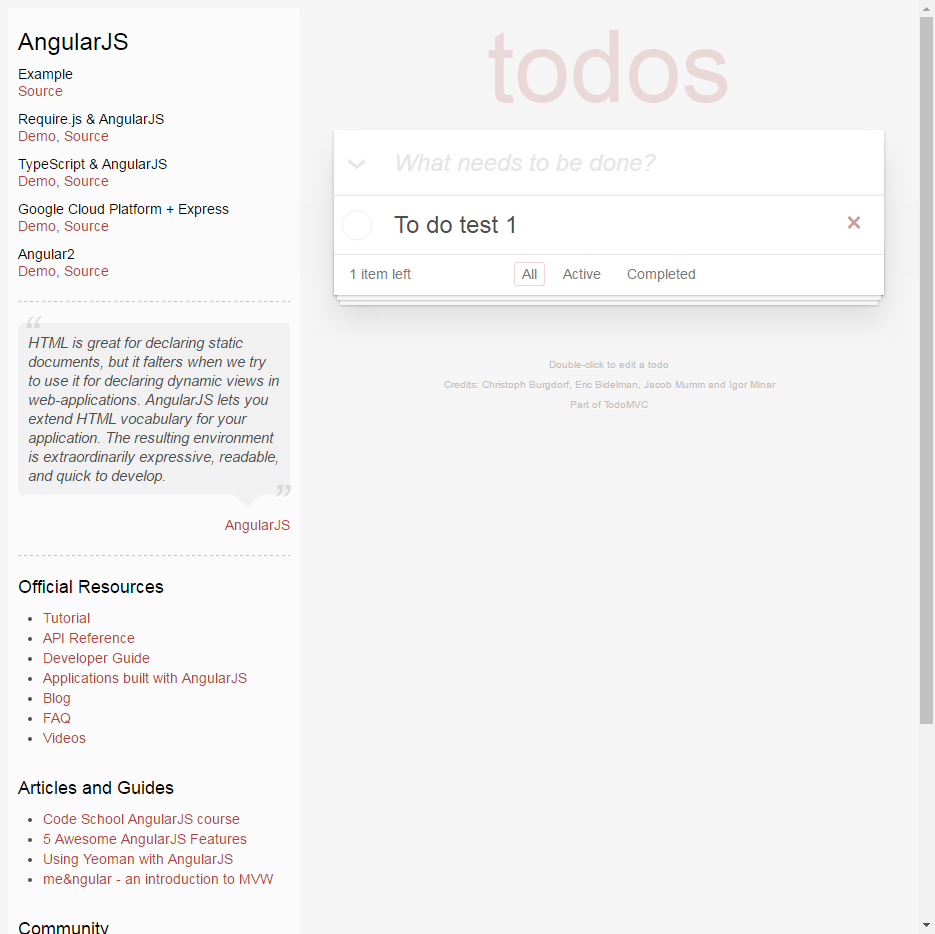 AngularJS
Example
Source
Require.js & AngularJS
Demo, Source
TypeScript & AngularJS
Demo, Source
Google Cloud Platform + Express
Demo, Source
Angular2
Demo, Source
“
HTML is great for declaring static
documents, but it falters when we try
to use it for declaring dynamic views in
web-applications. AngularJS lets you
extend HTML vocabulary for your
application. The resulting environment
is extraordinarily expressive, readable,
and quick to develop.
”
AngularJS
Official Resources
• Tutorial
• API Reference
• Developer Guide
• Applications built with AngularJS
• Blog
• FAQ
• Videos
Articles and Guides
• Code School AngularJS course
• 5 Awesome AngularJS Features
• Using Yeoman with AngularJS
• me&ngular - an introduction to MVW
Community
todos
What needs to be done?
To do test 1 ×
1 item left All Active Completed
Double-click to edit a todo
Credits: Christoph Burgdorf, Eric Bidelman, Jacob Mumm and Igor Minar
Part of TodoMVC